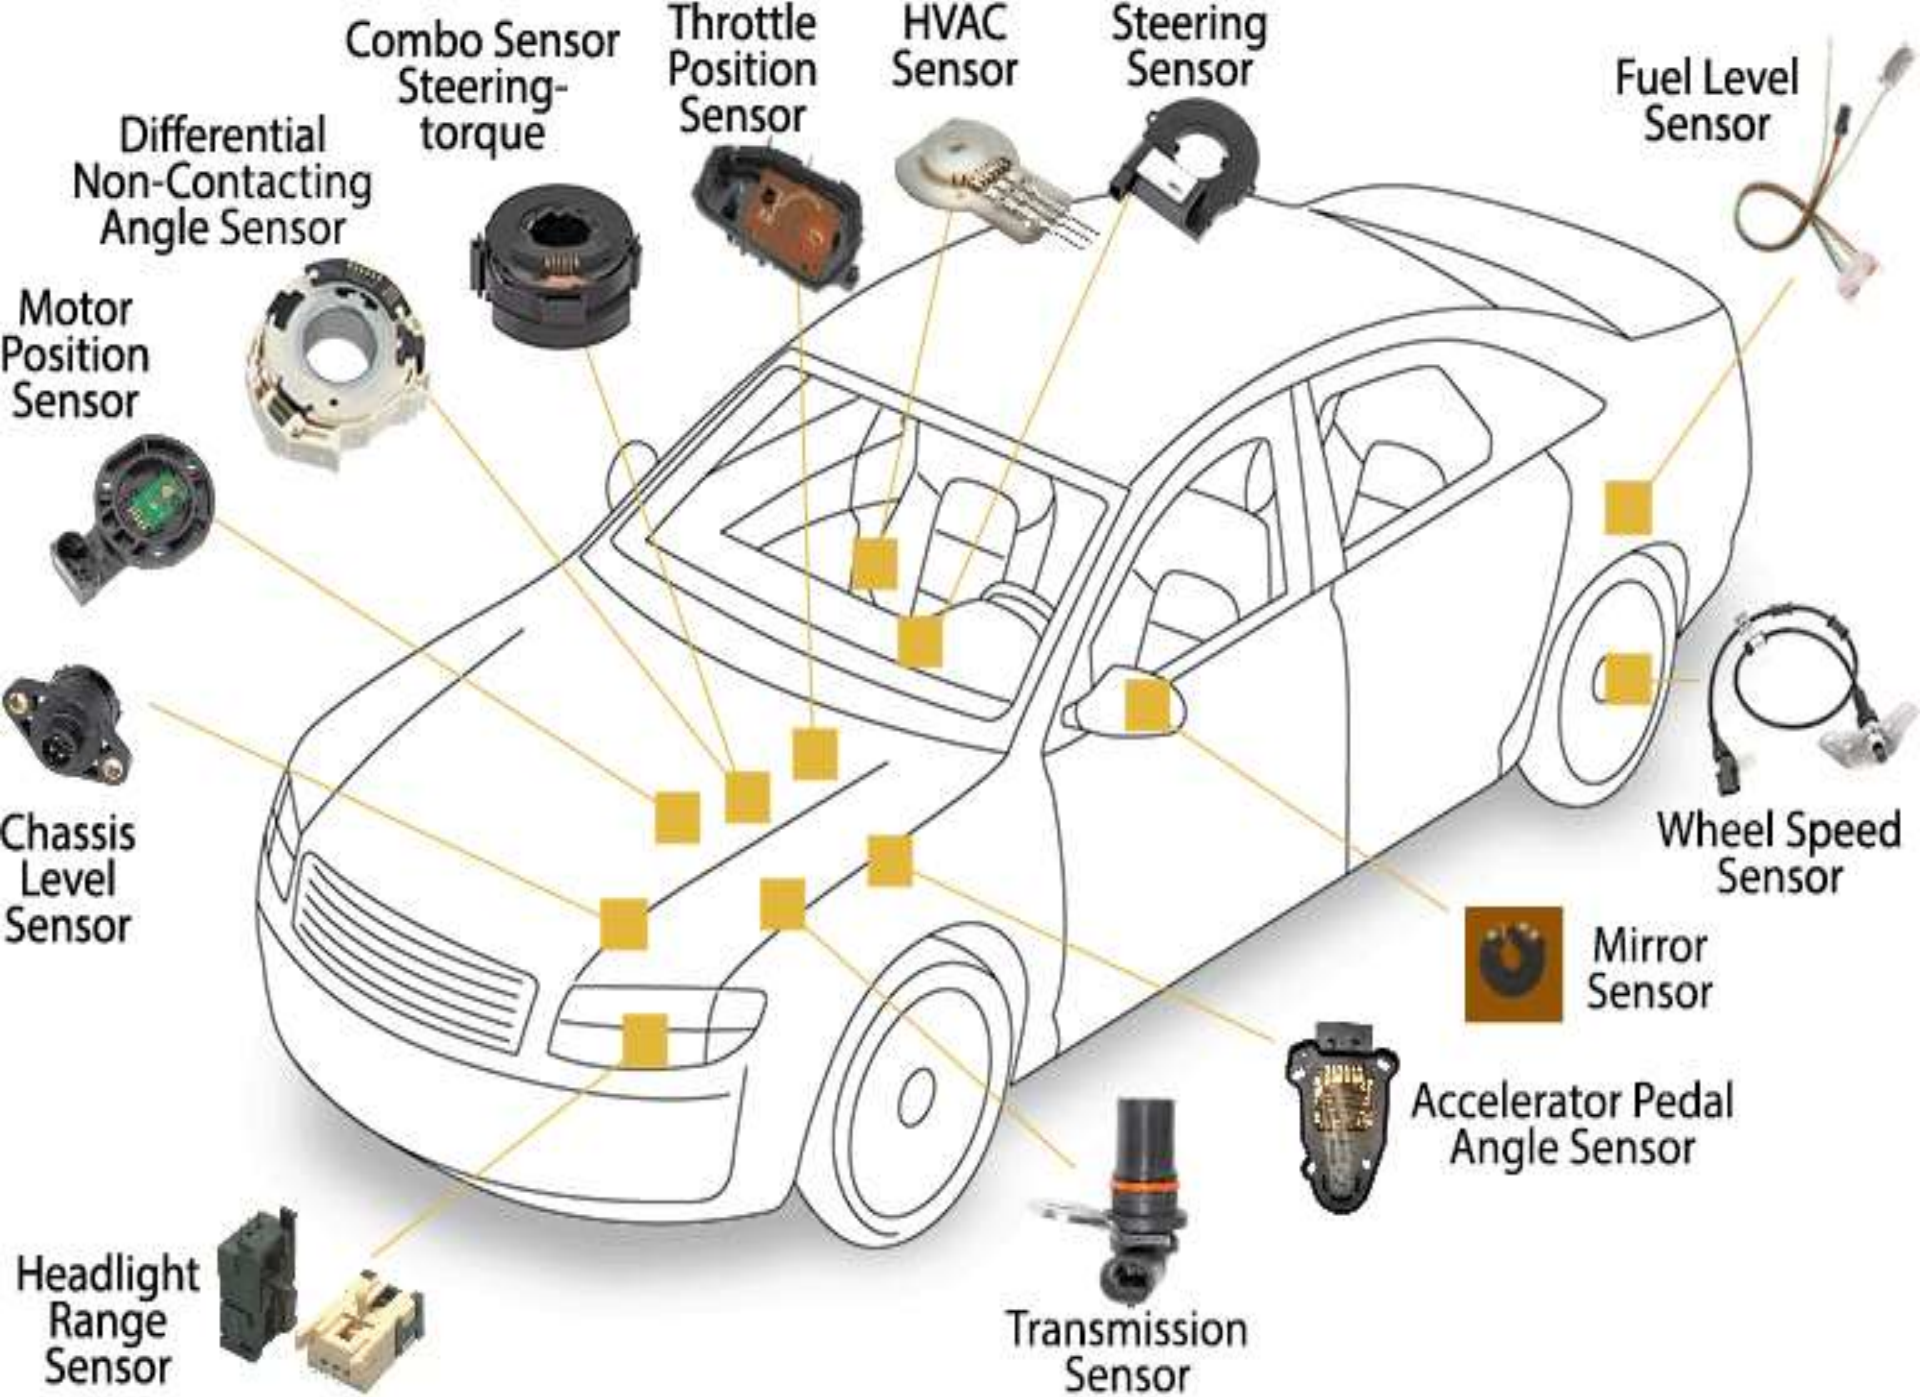 Combo Sensor
Steering-
torque
Throttle
Position
Sensor
HVAC
Sensor
Steering
Sensor
Fuel Level
Sensor
Differential
Non-Contacting
Angle Sensor
Motor
Position
Sensor
Chassis
Level
Sensor
Wheel Speed
Sensor
Mirror
Sensor
Accelerator Pedal
Angle Sensor
Headlight
Range
Sensor
Transmission
Sensor